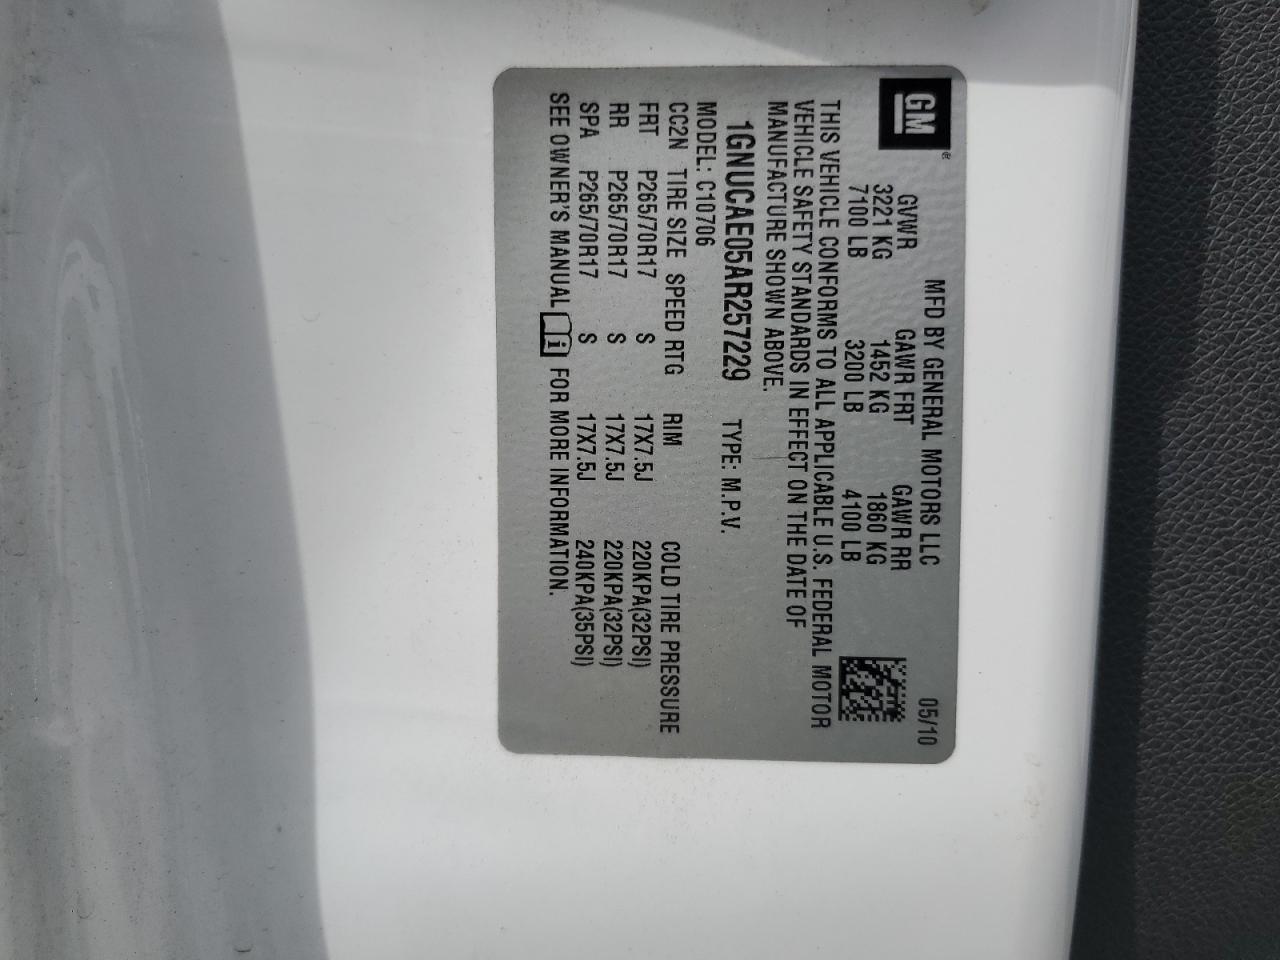 GM®
MFD BY GENERAL MOTORS LLC 05/10
GVWR GAWR FRT GAWR RR
3221 KG 1452 KG 1860 KG
7100 LB 3200 LB 4100 LB
THIS VEHICLE CONFORMS TO ALL APPLICABLE U.S. FEDERAL MOTOR
VEHICLE SAFETY STANDARDS IN EFFECT ON THE DATE OF
MANUFACTURE SHOWN ABOVE.
1GNUCAE05AR257229 TYPE: M.P.V.
MODEL: C10706
CC2N TIRE SIZE SPEED RTG RIM COLD TIRE PRESSURE
FRT P265/70R17 S 17X7.5J 220KPA(32PSI)
RR P265/70R17 S 17X7.5J 220KPA(32PSI)
SPA P265/70R17 S 17X7.5J 240KPA(35PSI)
SEE OWNER'S MANUAL i FOR MORE INFORMATION.